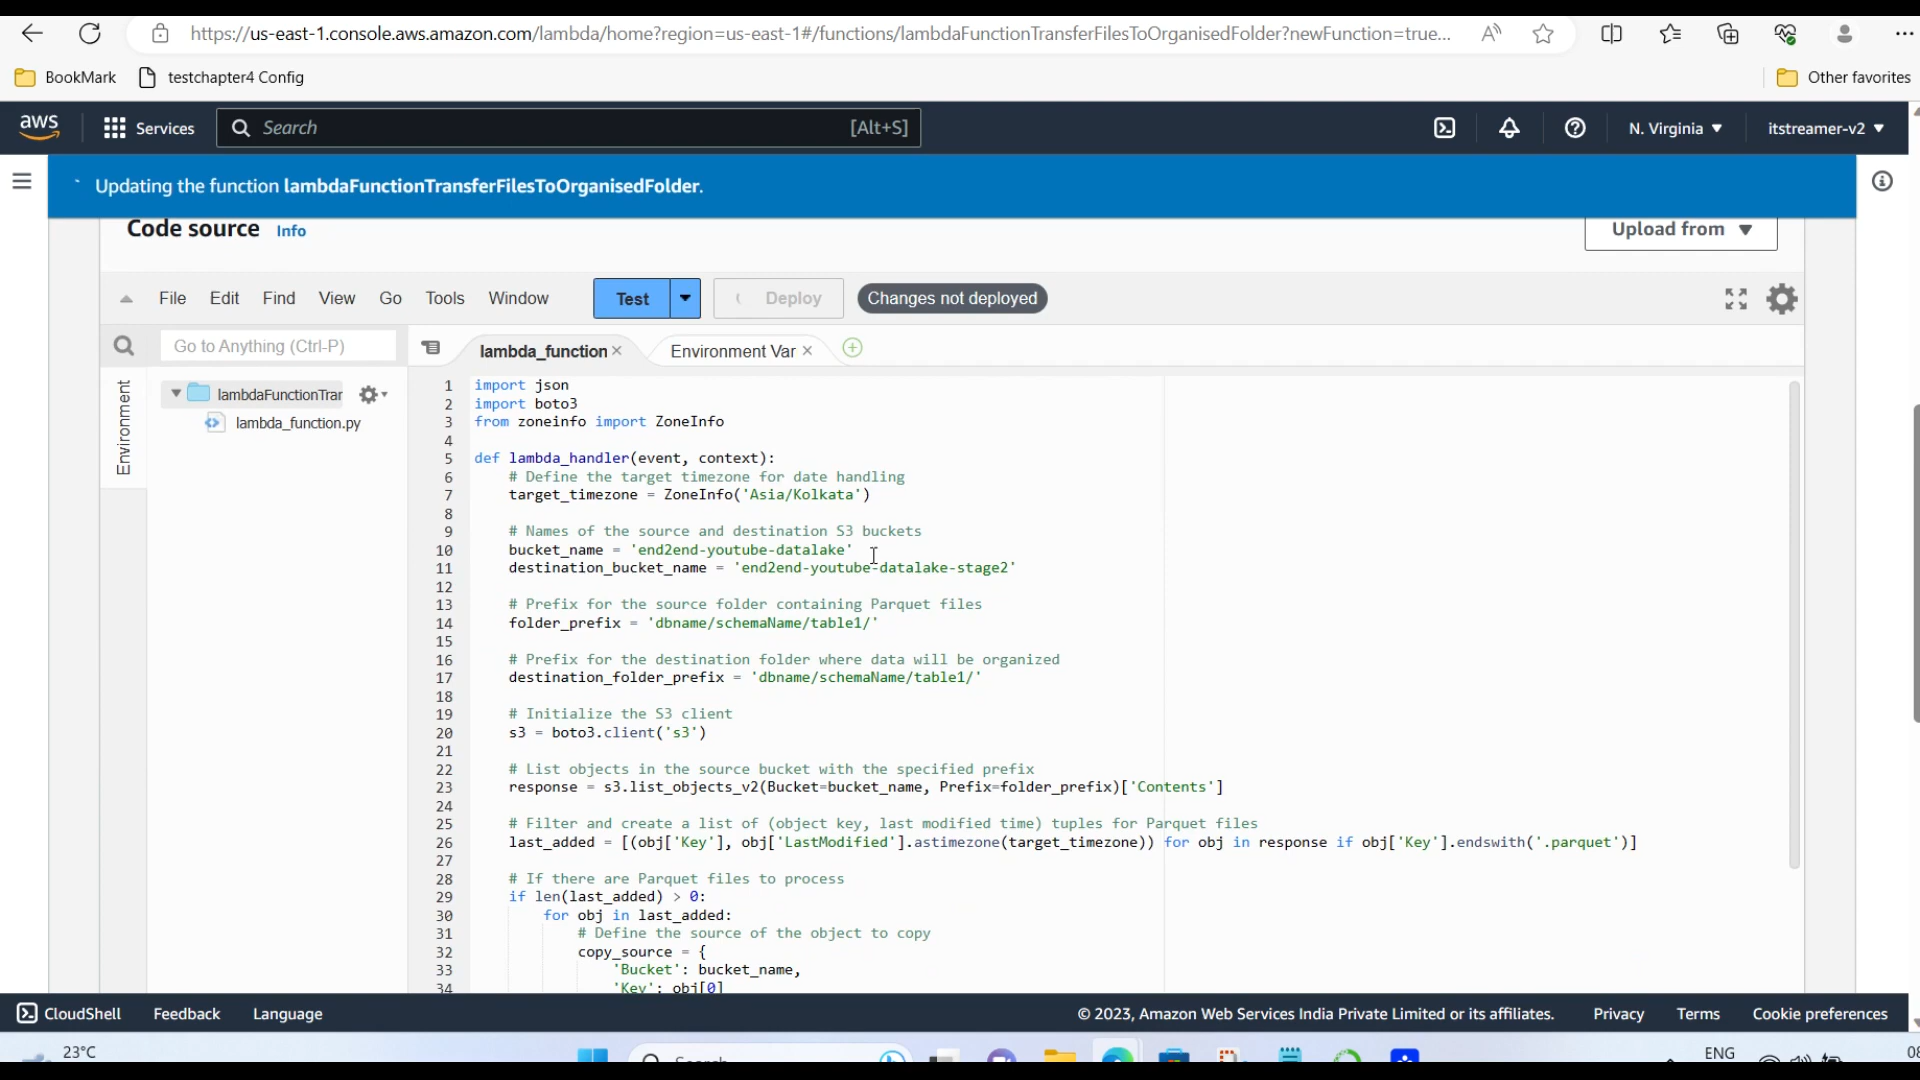 https://us-east-1.console.aws.amazon.com/lambda/home?region=us-east-1#/functions/lambdaFunctionTransferFilesToOrganisedFolder?newFunction=true...
BookMark testchapter4 Config Other favorites
aws Services Search [Alt+S] N. Virginia itstreamer-v2
Updating the function lambdaFunctionTransferFilesToOrganisedFolder.
Code source Info Upload from
File Edit Find View Go Tools Window Test Deploy Changes not deployed
Go to Anything (Ctrl-P) lambda_function Environment Var
Environment
lambdaFunctionTrar
lambda_function.py
1 import json
2 import boto3
3 from zoneinfo import ZoneInfo
4
5 def lambda_handler(event, context):
6 # Define the target timezone for date handling
7 target_timezone = ZoneInfo('Asia/Kolkata')
8
9 # Names of the source and destination S3 buckets
10 bucket_name = 'end2end-youtube-datalake'
11 destination_bucket_name = 'end2end-youtube-datalake-stage2'
12
13 # Prefix for the source folder containing Parquet files
14 folder_prefix = 'dbname/schemaName/table1/'
15
16 # Prefix for the destination folder where data will be organized
17 destination_folder_prefix = 'dbname/schemaName/table1/'
18
19 # Initialize the S3 client
20 s3 = boto3.client('s3')
21
22 # List objects in the source bucket with the specified prefix
23 response = s3.list_objects_v2(Bucket=bucket_name, Prefix=folder_prefix)['Contents']
24
25 # Filter and create a list of (object key, last modified time) tuples for Parquet files
26 last_added = [(obj['Key'], obj['LastModified'].astimezone(target_timezone)) for obj in response if obj['Key'].endswith('.parquet')]
27
28 # If there are Parquet files to process
29 if len(last_added) > 0:
30 for obj in last_added:
31 # Define the source of the object to copy
32 copy_source = {
33 'Bucket': bucket_name,
34 'Key': obj[0]
CloudShell Feedback Language © 2023, Amazon Web Services India Private Limited or its affiliates. Privacy Terms Cookie preferences
23°C Search ENG 08